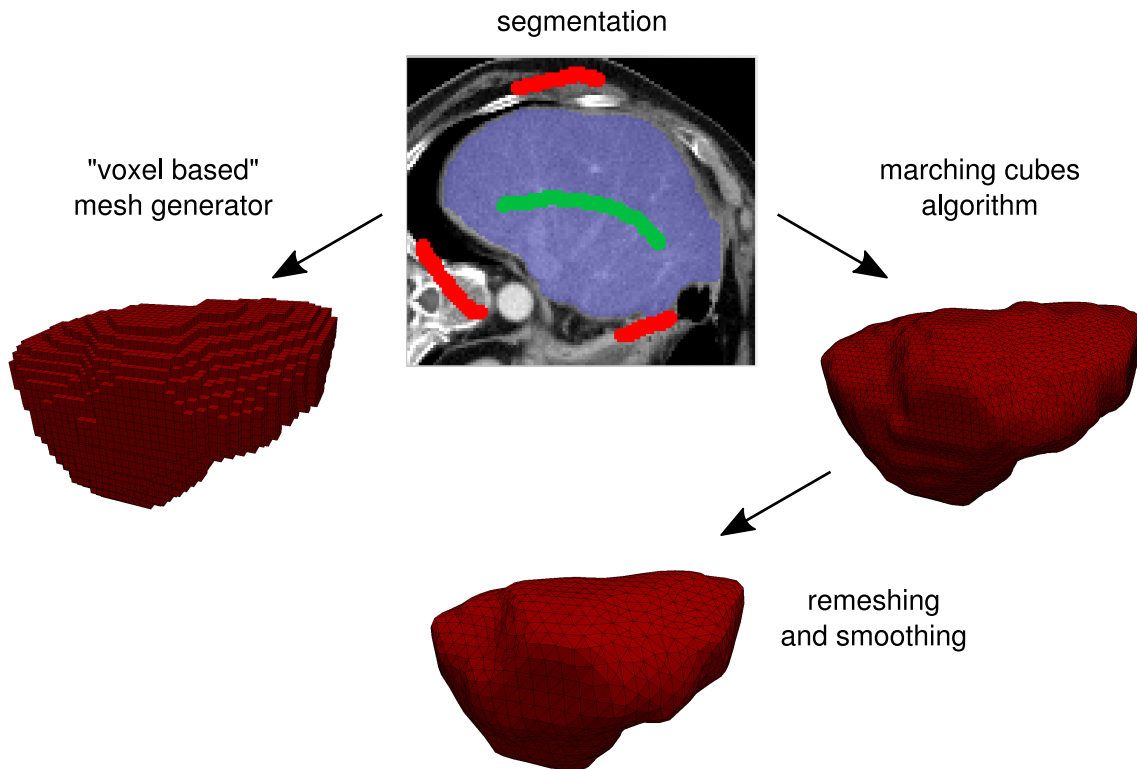 segmentation
"voxel based"
mesh generator
marching cubes
algorithm
remeshing
and smoothing